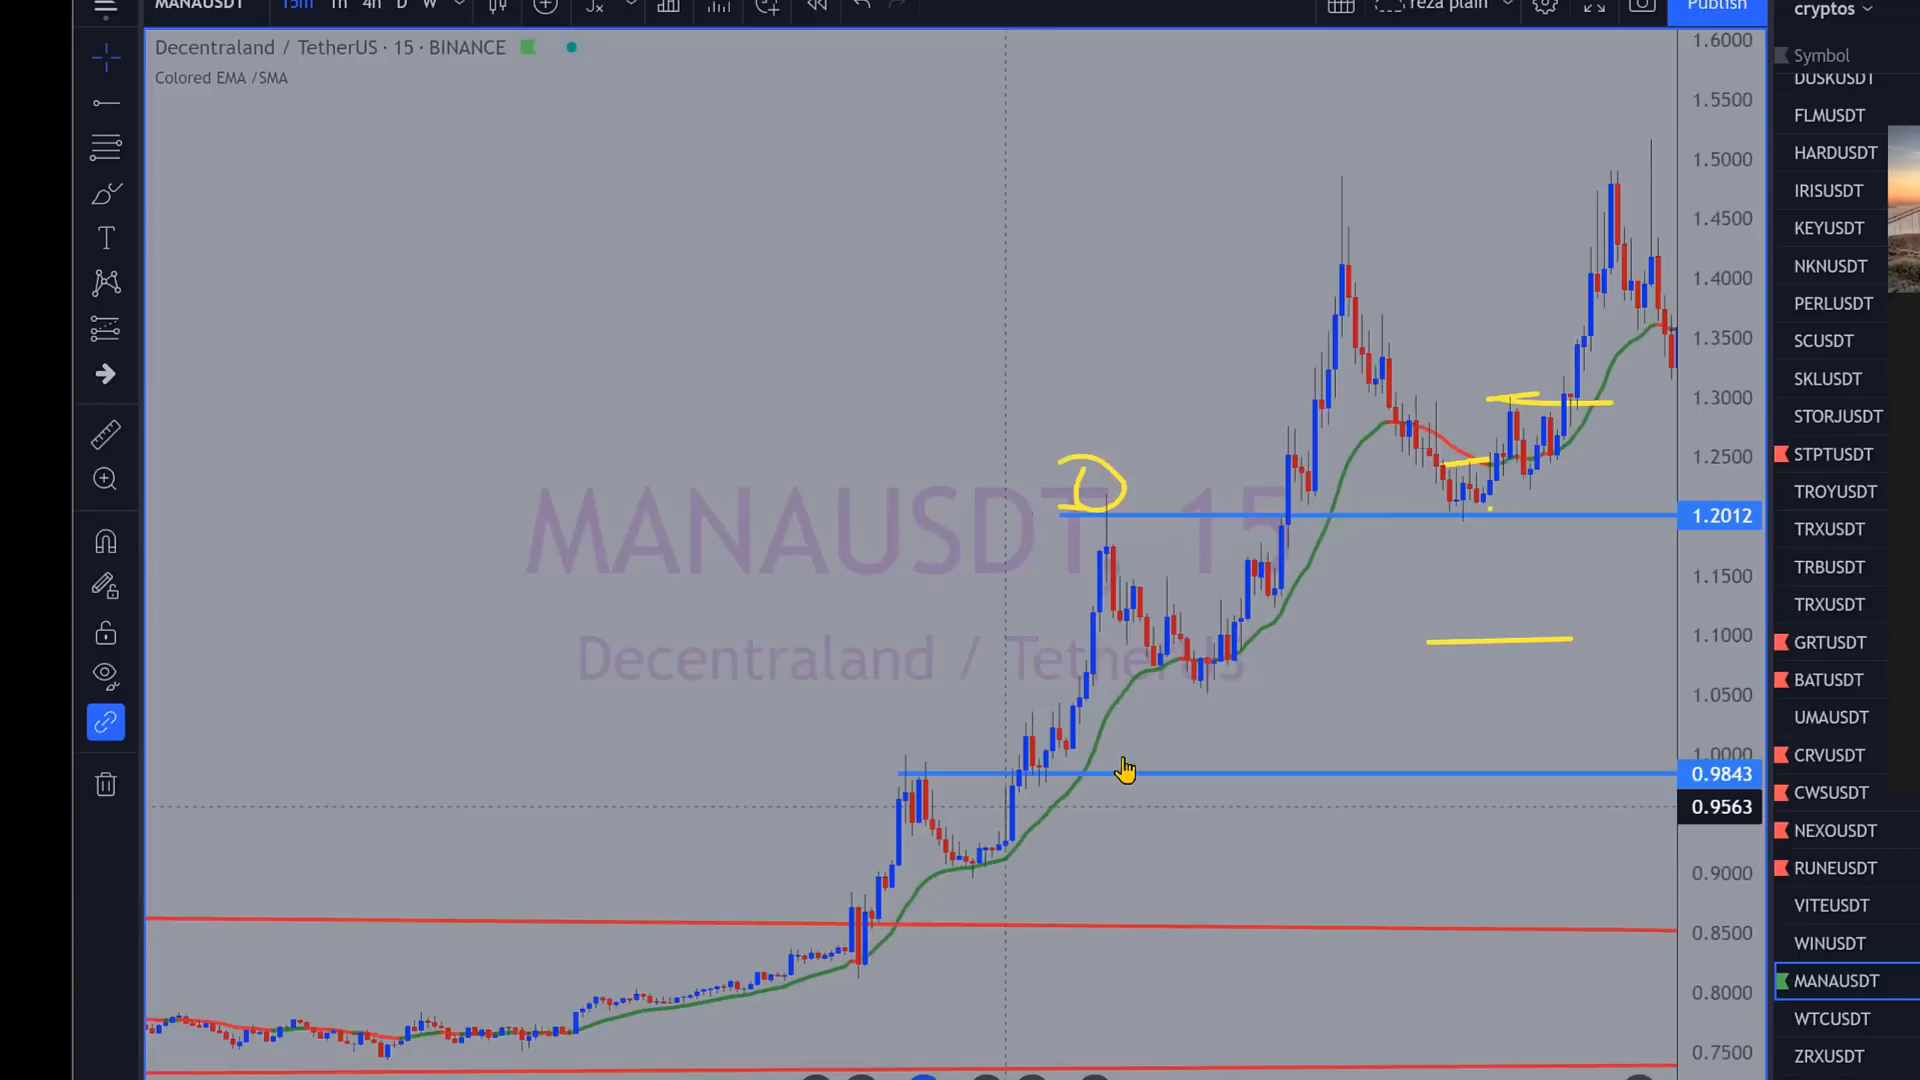 MANAUSDT 15m 1h 4h D W reza plain Publish
cryptos
Decentraland / TetherUS · 15 · BINANCE
Colored EMA /SMA
MANAUSDT 15
Decentraland / TetherUS
1.6000
1.5500
1.5000
1.4500
1.4000
1.3500
1.3000
1.2500
1.2012
1.1500
1.1000
1.0500
1.0000
0.9843
0.9563
0.9000
0.8500
0.8000
0.7500
Symbol
DUSKUSDT
FLMUSDT
HARDUSDT
IRISUSDT
KEYUSDT
NKNUSDT
PERLUSDT
SCUSDT
SKLUSDT
STORJUSDT
STPTUSDT
TROYUSDT
TRXUSDT
TRBUSDT
TRXUSDT
GRTUSDT
BATUSDT
UMAUSDT
CRVUSDT
CWSUSDT
NEXOUSDT
RUNEUSDT
VITEUSDT
WINUSDT
MANAUSDT
WTCUSDT
ZRXUSDT